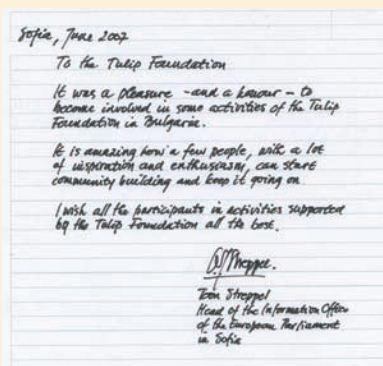 Sofia, June 2007
To the Tulip Foundation
It was a pleasure - and a honour - to
become involved in some activities of the Tulip
Foundation in Bulgaria.
It is amazing how a few people, with a lot
of inspiration and enthusiasm, can start
community building and keep it going on.
I wish all the participants in activities supported
by the Tulip Foundation all the best.
Streppel.
Toon Streppel
Head of the Information Office
of the European Parliament
in Sofia